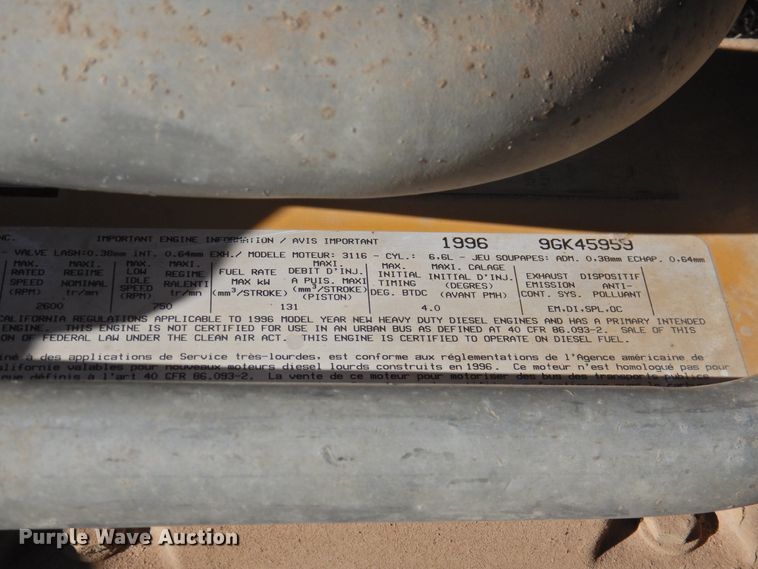 NC. IMPORTANT ENGINE INFORMATION / AVIS IMPORTANT 1996 9GK45959
- VALVE LASH:0.38mm INT. 0.64mm EXH./ MODELE MOTEUR: 3116 - CYL.: 6.6L - JEU SOUPAPES: ADM. 0.38mm ECHAP. 0.64mm
MAX. RATED SPEED (RPM)
MAXI. REGIME NOMINAL tr/mn
MAX. LOW IDLE SPEED (RPM)
MAXI. REGIME RALENTI tr/mn
FUEL RATE MAX kW (mm³/STROKE)
MAXI. DEBIT D'INJ. A PUIS. MAXI (mm³/STROKE) (PISTON)
MAX. INITIAL TIMING DEG. BTDC
MAXI. CALAGE INITIAL D'INJ. (DEGRES) (AVANT PMH)
EXHAUST EMISSION CONT. SYS.
DISPOSITIF ANTI- POLLUANT
2600 750 131 4.0 EM,DI,SPL,OC
CALIFORNIA REGULATIONS APPLICABLE TO 1996 MODEL YEAR NEW HEAVY DUTY DIESEL ENGINES AND HAS A PRIMARY INTENDED
ENGINE. THIS ENGINE IS NOT CERTIFIED FOR USE IN AN URBAN BUS AS DEFINED AT 40 CFR 86.093-2. SALE OF THIS
ON OF FEDERAL LAW UNDER THE CLEAN AIR ACT. THIS ENGINE IS CERTIFIED TO OPERATE ON DIESEL FUEL.
iné à des applications de Service très-lourdes, est conforme aux réglementations de l'Agence américaine de
alifornie valables pour nouveaux moteurs diesel lourds construits en 1996. Ce moteur n'est homologué pas pour
que définis à l'art 40 CFR 86.093-2. La vente de ce moteur pour motoriser des bus des transports publics
Purple Wave Auction